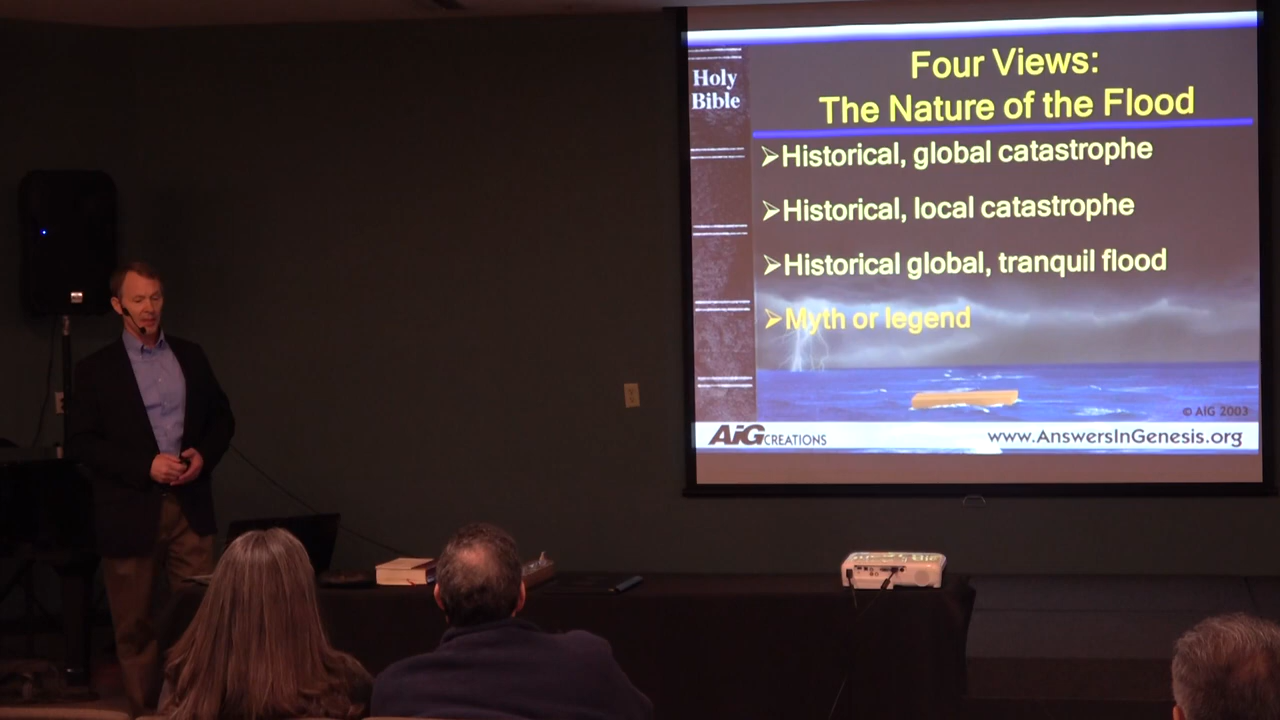 Holy
Bible
Four Views:
The Nature of the Flood
➢Historical, global catastrophe
➢Historical, local catastrophe
➢Historical global, tranquil flood
➢Myth or legend
© AIG 2003
AiG CREATIONS
www.AnswersInGenesis.org